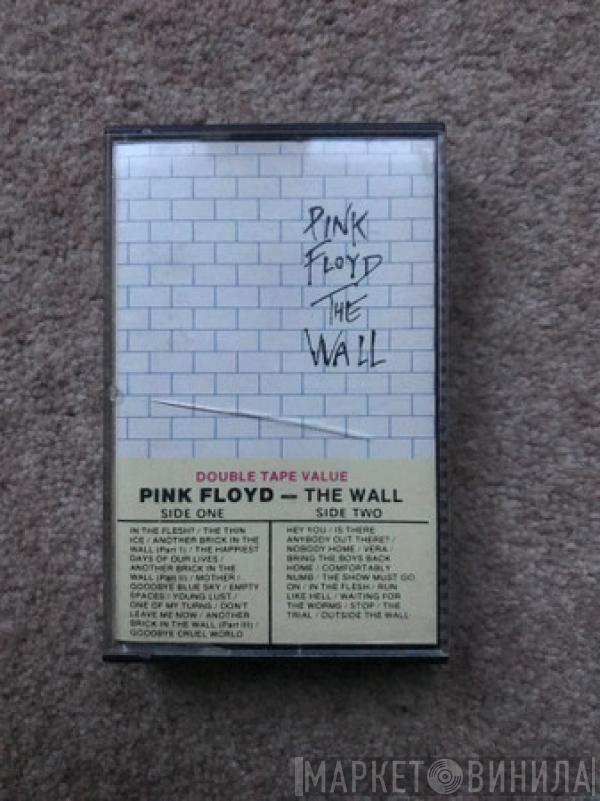 PINK
FLOYD
THE
WALL
DOUBLE TAPE VALUE
PINK FLOYD — THE WALL
SIDE ONE
IN THE FLESH? / THE THIN
ICE / ANOTHER BRICK IN THE
WALL (Part I) / THE HAPPIEST
DAYS OF OUR LIVES /
ANOTHER BRICK IN THE
WALL (Part II) / MOTHER /
GOODBYE BLUE SKY / EMPTY
SPACES / YOUNG LUST /
ONE OF MY TURNS / DON'T
LEAVE ME NOW / ANOTHER
BRICK IN THE WALL (Part III) /
GOODBYE CRUEL WORLD
SIDE TWO
HEY YOU / IS THERE
ANYBODY OUT THERE? /
NOBODY HOME / VERA /
BRING THE BOYS BACK
HOME / COMFORTABLY
NUMB / THE SHOW MUST GO
ON / IN THE FLESH / RUN
LIKE HELL / WAITING FOR
THE WORMS / STOP / THE
TRIAL / OUTSIDE THE WALL
МАРКЕТ ВИНИЛА